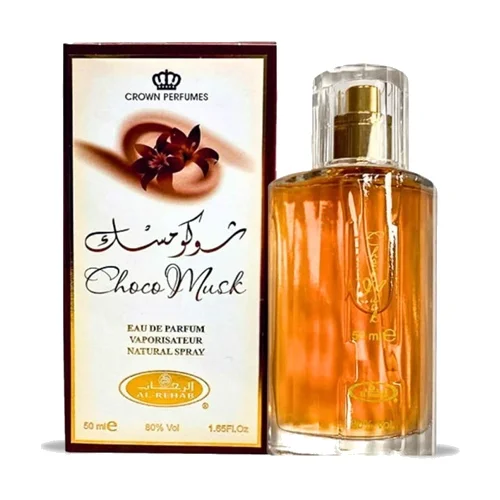 CROWN PERFUMES
شوكو مسك
Choco Musk
EAU DE PARFUM
VAPORISATEUR
NATURAL SPRAY
الرحاب
AL-REHAB
®
50 ml e 80% Vol 1.65FL.Oz
50 ml e